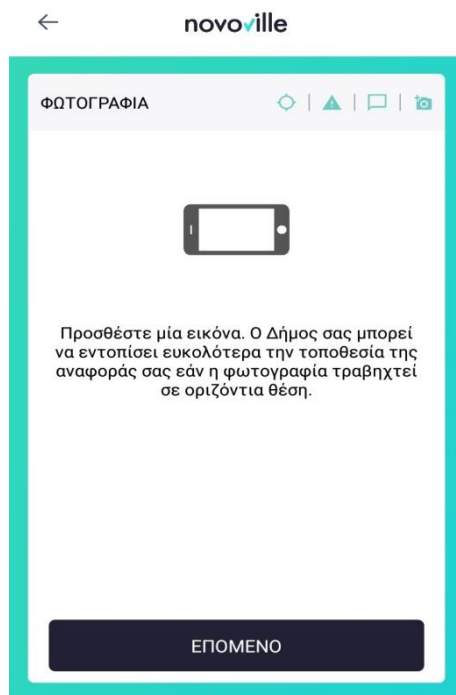 novoville
ΦΩΤΟΓΡΑΦΙΑ
Προσθέστε μία εικόνα. Ο Δήμος σας μπορεί
να εντοπίσει ευκολότερα την τοποθεσία της
αναφοράς σας εάν η φωτογραφία τραβηχτεί
σε οριζόντια θέση.
ΕΠΟΜΕΝΟ